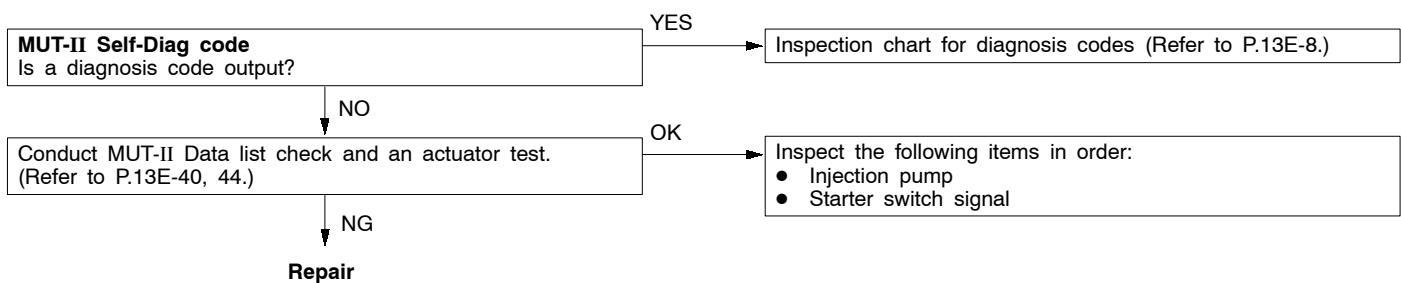 YES
MUT-II Self-Diag code
Is a diagnosis code output?
Inspection chart for diagnosis codes (Refer to P.13E-8.)
NO
OK
Conduct MUT-II Data list check and an actuator test.
(Refer to P.13E-40, 44.)
Inspect the following items in order:
● Injection pump
● Starter switch signal
NG
Repair